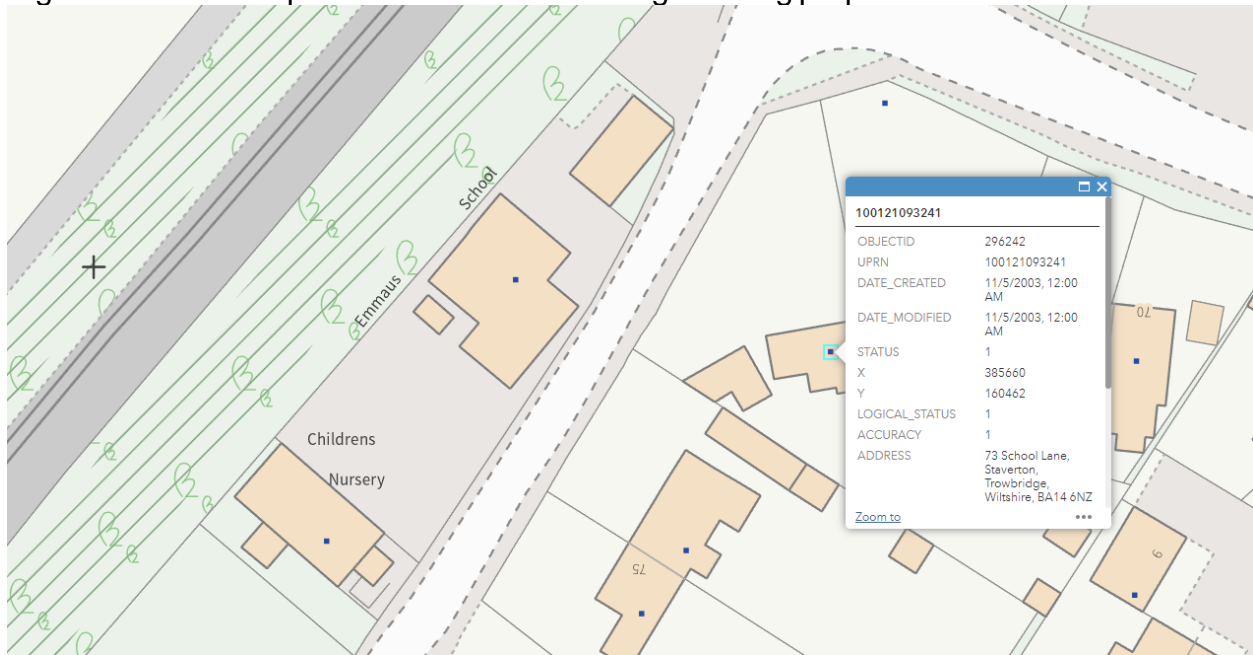 School
Emmaus
Childrens
Nursery
75
70
6
100121093241
OBJECTID 296242
UPRN 100121093241
DATE_CREATED 11/5/2003, 12:00
AM
DATE_MODIFIED 11/5/2003, 12:00
AM
STATUS 1
X 385660
Y 160462
LOGICAL_STATUS 1
ACCURACY 1
ADDRESS 73 School Lane,
Staverton,
Trowbridge,
Wiltshire, BA14 6NZ
Zoom to